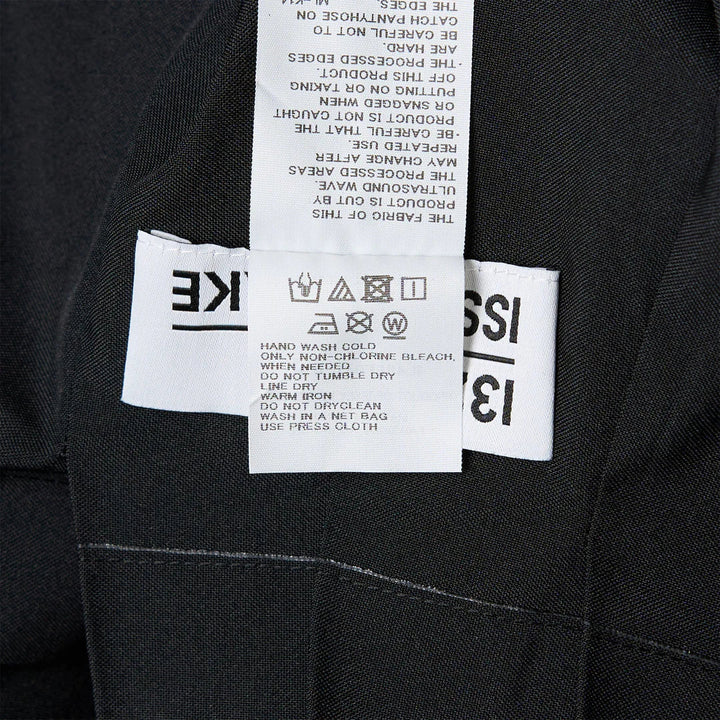 THE FABRIC OF THIS
PRODUCT IS CUT BY
ULTRASOUND WAVE.
THE PROCESSED AREAS
MAY CHANGE AFTER
REPEATED USE.
・BE CAREFUL THAT THE
PRODUCT IS NOT CAUGHT
OR SNAGGED WHEN
PUTTING ON OR TAKING
OFF THIS PRODUCT.
・THE PROCESSED EDGES
ARE HARD.
BE CAREFUL NOT TO
CATCH PANTYHOSE ON
THE EDGES.
ISS KE
W
HAND WASH COLD
ONLY NON-CHLORINE BLEACH,
WHEN NEEDED
DO NOT TUMBLE DRY
LINE DRY
WARM IRON
DO NOT DRYCLEAN
WASH IN A NET BAG
USE PRESS CLOTH